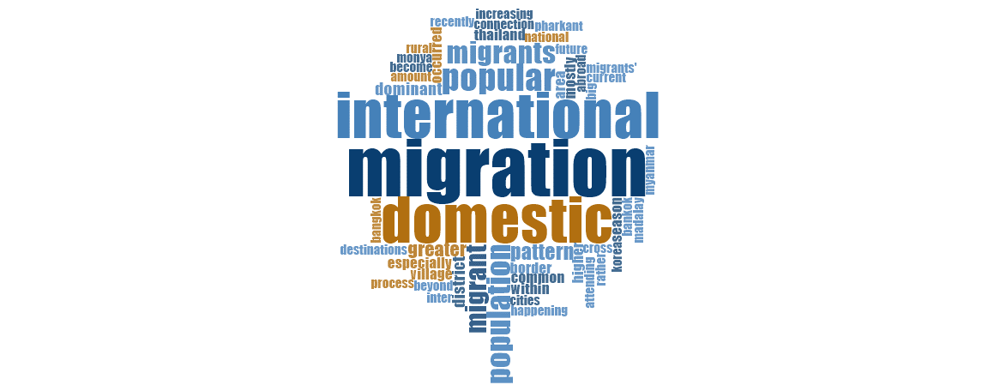 increasing
recently
connection
pharkant
thailand
national
occurred
rural
migrants
future
monya
become
mostly
abroad
migrants'
amount
popular
area
current
big
dominant
international
migration
myanmar
domestic
bangkok
koreaseason
bankok
madalay
destinations
greater
migrant
population
pattern
higher
cross
especially
district
border
rather
village
common
attending
process
beyond
within
inter
cities
happening